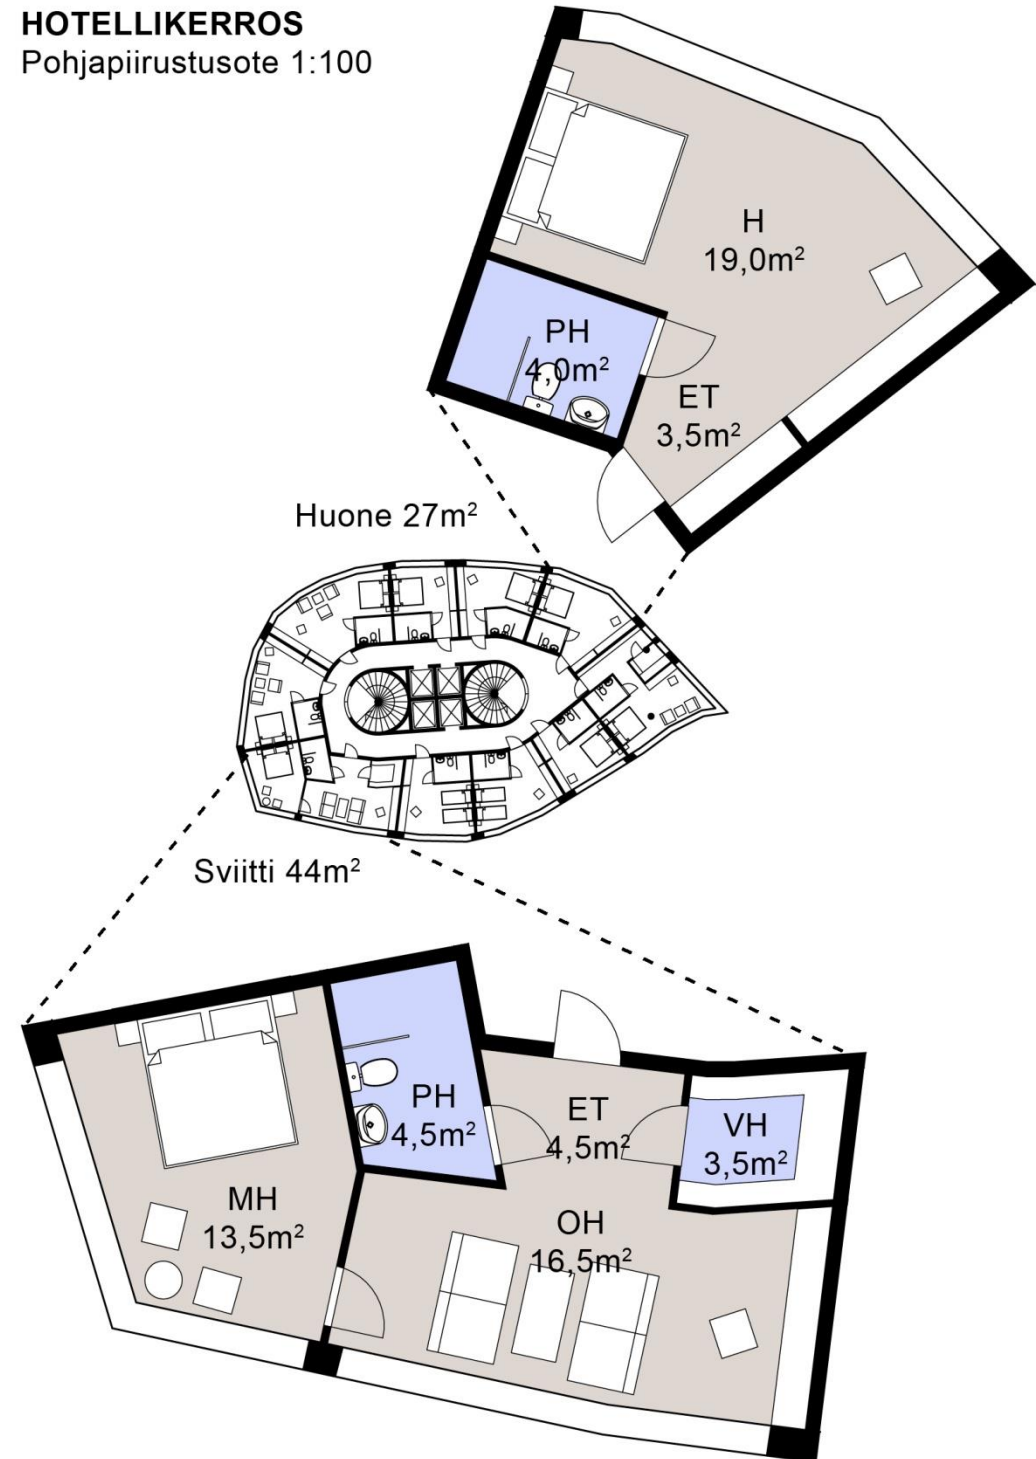 HOTELLIKERROS
Pohjapiirustusote 1:100
H
19,0m²
PH
4,0m²
ET
3,5m²
Huone 27m²
Sviitti 44m²
PH
4,5m²
ET
4,5m²
VH
3,5m²
MH
13,5m²
OH
16,5m²